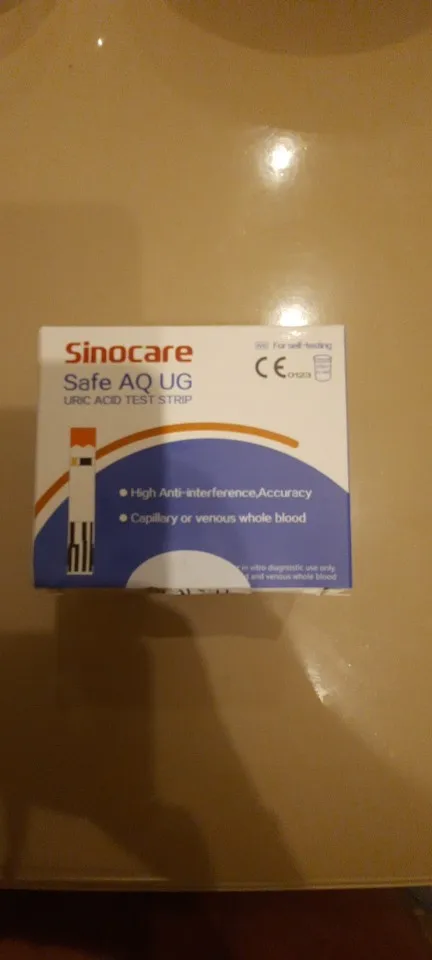 Sinocare
For self-testing
Safe AQ UG
CE
URIC ACID TEST STRIP
High Anti-interference,Accuracy
Capillary or venous whole blood
in vitro diagnostic use only.
and venous whole blood